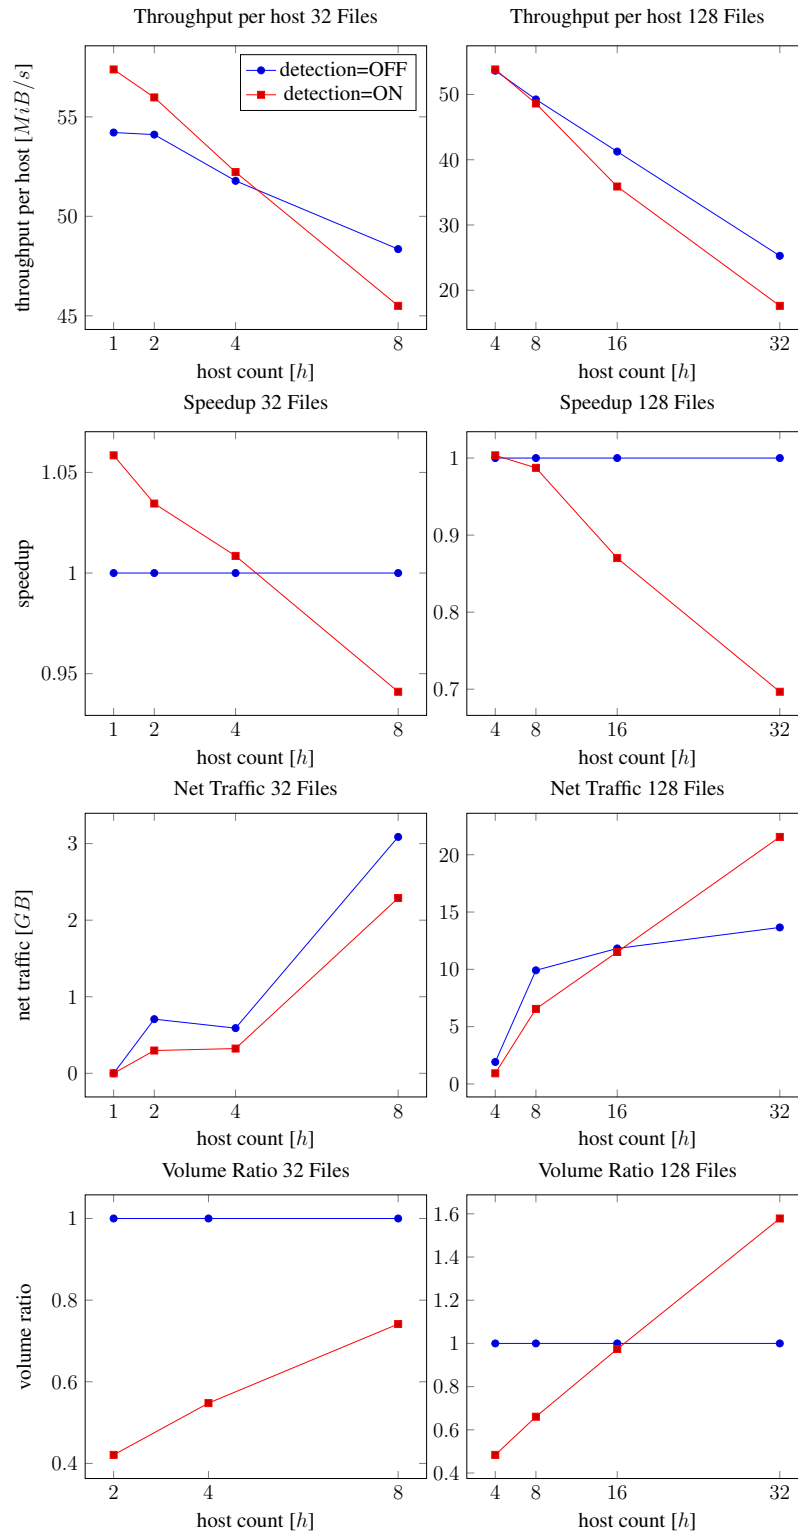 Throughput per host 32 Files
Throughput per host 128 Files
detection=OFF
detection=ON
throughput per host [MiB/s]
55
50
45
1 2 4 8
host count [h]
50
40
30
20
4 8 16 32
host count [h]
Speedup 32 Files
Speedup 128 Files
speedup
1.05
1
0.95
1 2 4 8
host count [h]
1
0.9
0.8
0.7
4 8 16 32
host count [h]
Net Traffic 32 Files
Net Traffic 128 Files
net traffic [GB]
3
2
1
0
1 2 4 8
host count [h]
20
15
10
5
0
4 8 16 32
host count [h]
Volume Ratio 32 Files
Volume Ratio 128 Files
volume ratio
1
0.8
0.6
0.4
2 4 8
host count [h]
1.6
1.4
1.2
1
0.8
0.6
0.4
4 8 16 32
host count [h]